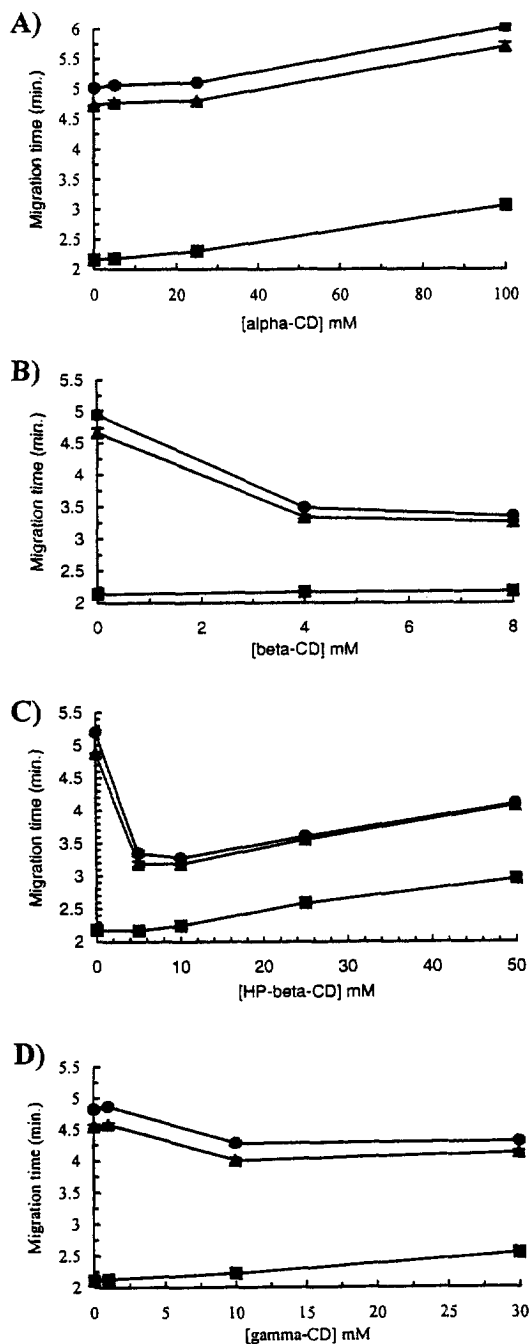 A)
Migration time (min.)
6
5.5
5
4.5
4
3.5
3
2.5
2
0 20 40 60 80 100
[alpha-CD] mM
B)
Migration time (min.)
5.5
5
4.5
4
3.5
3
2.5
2
0 2 4 6 8
[beta-CD] mM
C)
Migration time (min.)
5.5
5
4.5
4
3.5
3
2.5
2
0 10 20 30 40 50
[HP-beta-CD] mM
D)
Migration time (min.)
5.5
5
4.5
4
3.5
3
2.5
2
0 5 10 15 20 25 30
[gamma-CD] mM